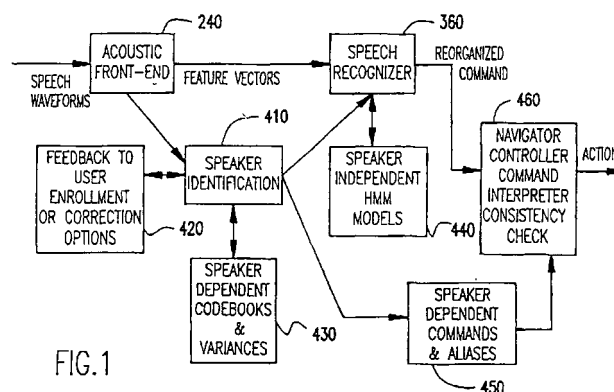 240
360
ACOUSTIC
FRONT-END
SPEECH
RECOGNIZER
REORGANIZED
COMMAND
SPEECH
WAVEFORMS
FEATURE VECTORS
410
460
FEEDBACK TO
USER
ENROLLMENT
OR CORRECTION
OPTIONS
420
SPEAKER
IDENTIFICATION
SPEAKER
INDEPENDENT
HMM
MODELS
440
NAVIGATOR
CONTROLLER
COMMAND
INTERPRETER
CONSISTENCY
CHECK
ACTION
SPEAKER
DEPENDENT
CODEBOOKS
&
VARIANCES
430
SPEAKER
DEPENDENT
COMMANDS
& ALIASES
450
FIG.1